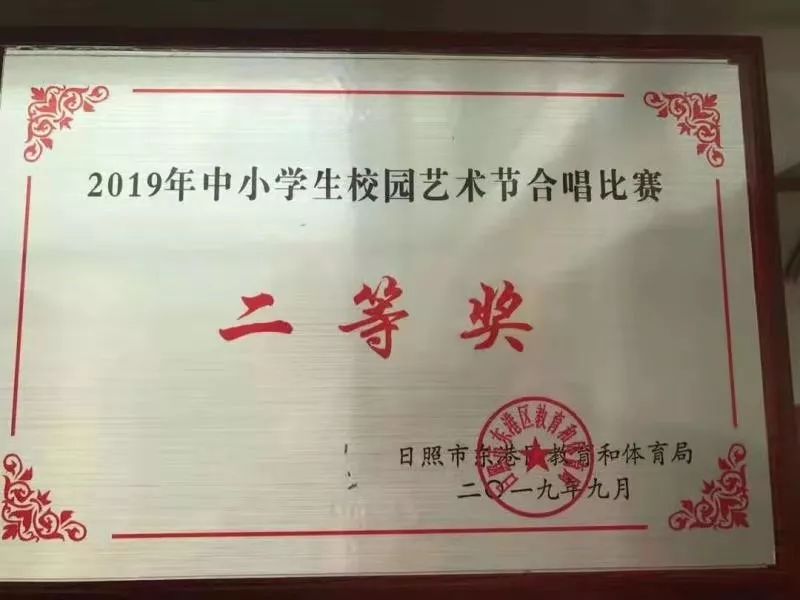 2019年中小学生校园艺术节合唱比赛
二等奖
日照市东港区教育和体育局
二〇一九年九月